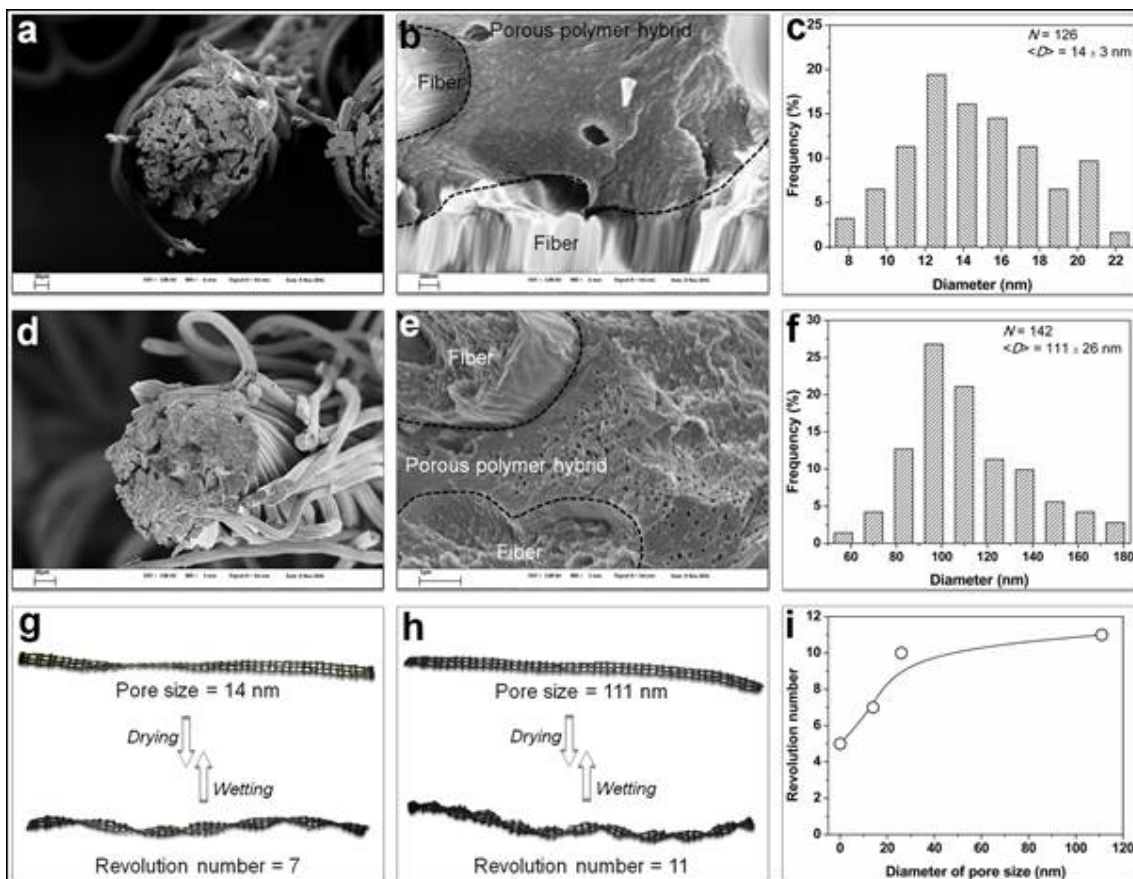 a
b
Porous polymer hybrid
Fiber
Fiber
c
N = 126
<D> = 14 ± 3 nm
25
20
15
10
5
0
Frequency (%)
8 10 12 14 16 18 20 22
Diameter (nm)
d
e
Fiber
Porous polymer hybrid
Fiber
f
N = 142
<D> = 111 ± 26 nm
30
25
20
15
10
5
0
Frequency (%)
60 80 100 120 140 160 180
Diameter (nm)
g
Pore size = 14 nm
Drying
Wetting
Revolution number = 7
h
Pore size = 111 nm
Drying
Wetting
Revolution number = 11
i
12
10
8
6
4
2
0
Revolution number
0 20 40 60 80 100 120
Diameter of pore size (nm)